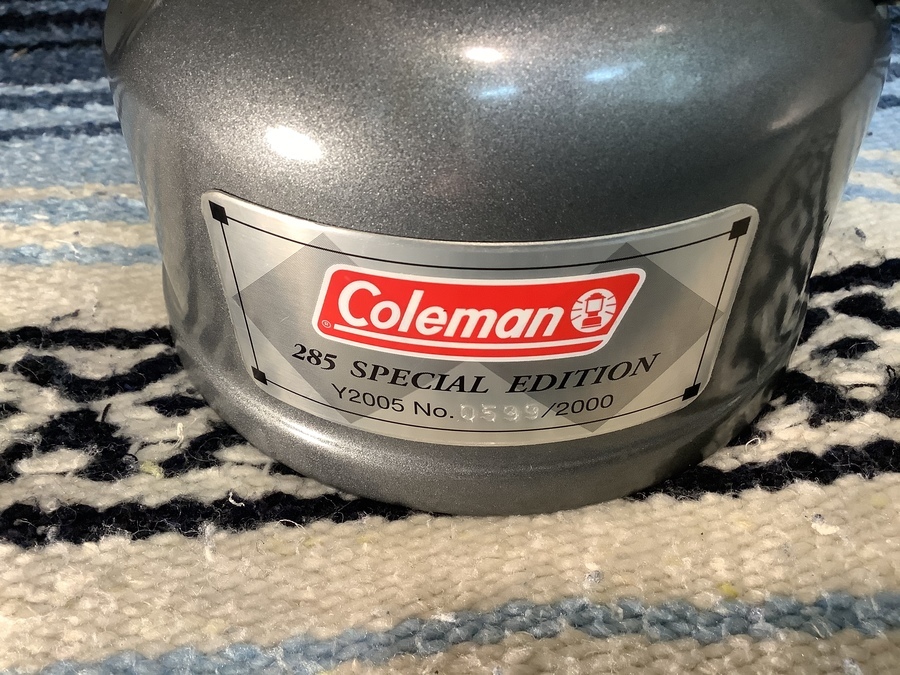 Coleman ®
285 SPECIAL EDITION
Y2005 No.0599/2000